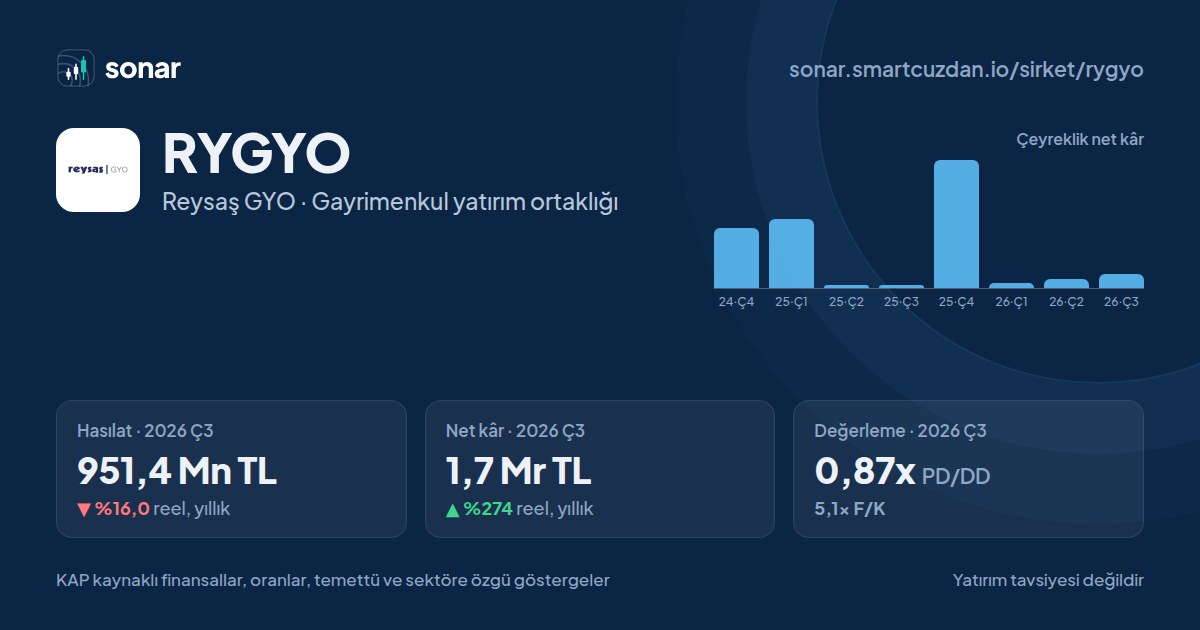 sonar
sonar.smartcuzdan.io/sirket/rygyo
reysaş | GYO
RYGYO
Reysaş GYO · Gayrimenkul yatırım ortaklığı
Çeyreklik net kâr
24-Ç4 25-Ç1 25-Ç2 25-Ç3 25-Ç4 26-Ç1 26-Ç2 26-Ç3
Hasılat · 2026 Ç3
951,4 Mn TL
▼ %16,0 reel, yıllık
Net kâr · 2026 Ç3
1,7 Mr TL
▲ %274 reel, yıllık
Değerleme · 2026 Ç3
0,87x PD/DD
5,1× F/K
KAP kaynaklı finansallar, oranlar, temettü ve sektöre özgü göstergeler
Yatırım tavsiyesi değildir